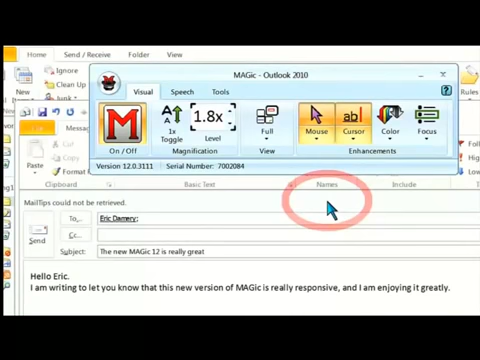 Home Send / Receive Folder View
Ignore
New
Clean Up
Junk
Rules
MAGic - Outlook 2010
Visual Speech Tools
1x
Toggle
1.8x
Level
Full
Mouse
abl
Cursor
Color
Focus
On / Off
Magnification
View
Enhancements
Version 12.0.3111 Serial Number: 7002084
Paste
Clipboard
Basic Text
Names
Include
MailTips could not be retrieved.
To...
Eric Damery;
Cc...
Send
Subject:
The new MAGic 12 is really great
Hello Eric.
I am writing to let you know that this new version of MAGic is really responsive, and I am enjoying it greatly.